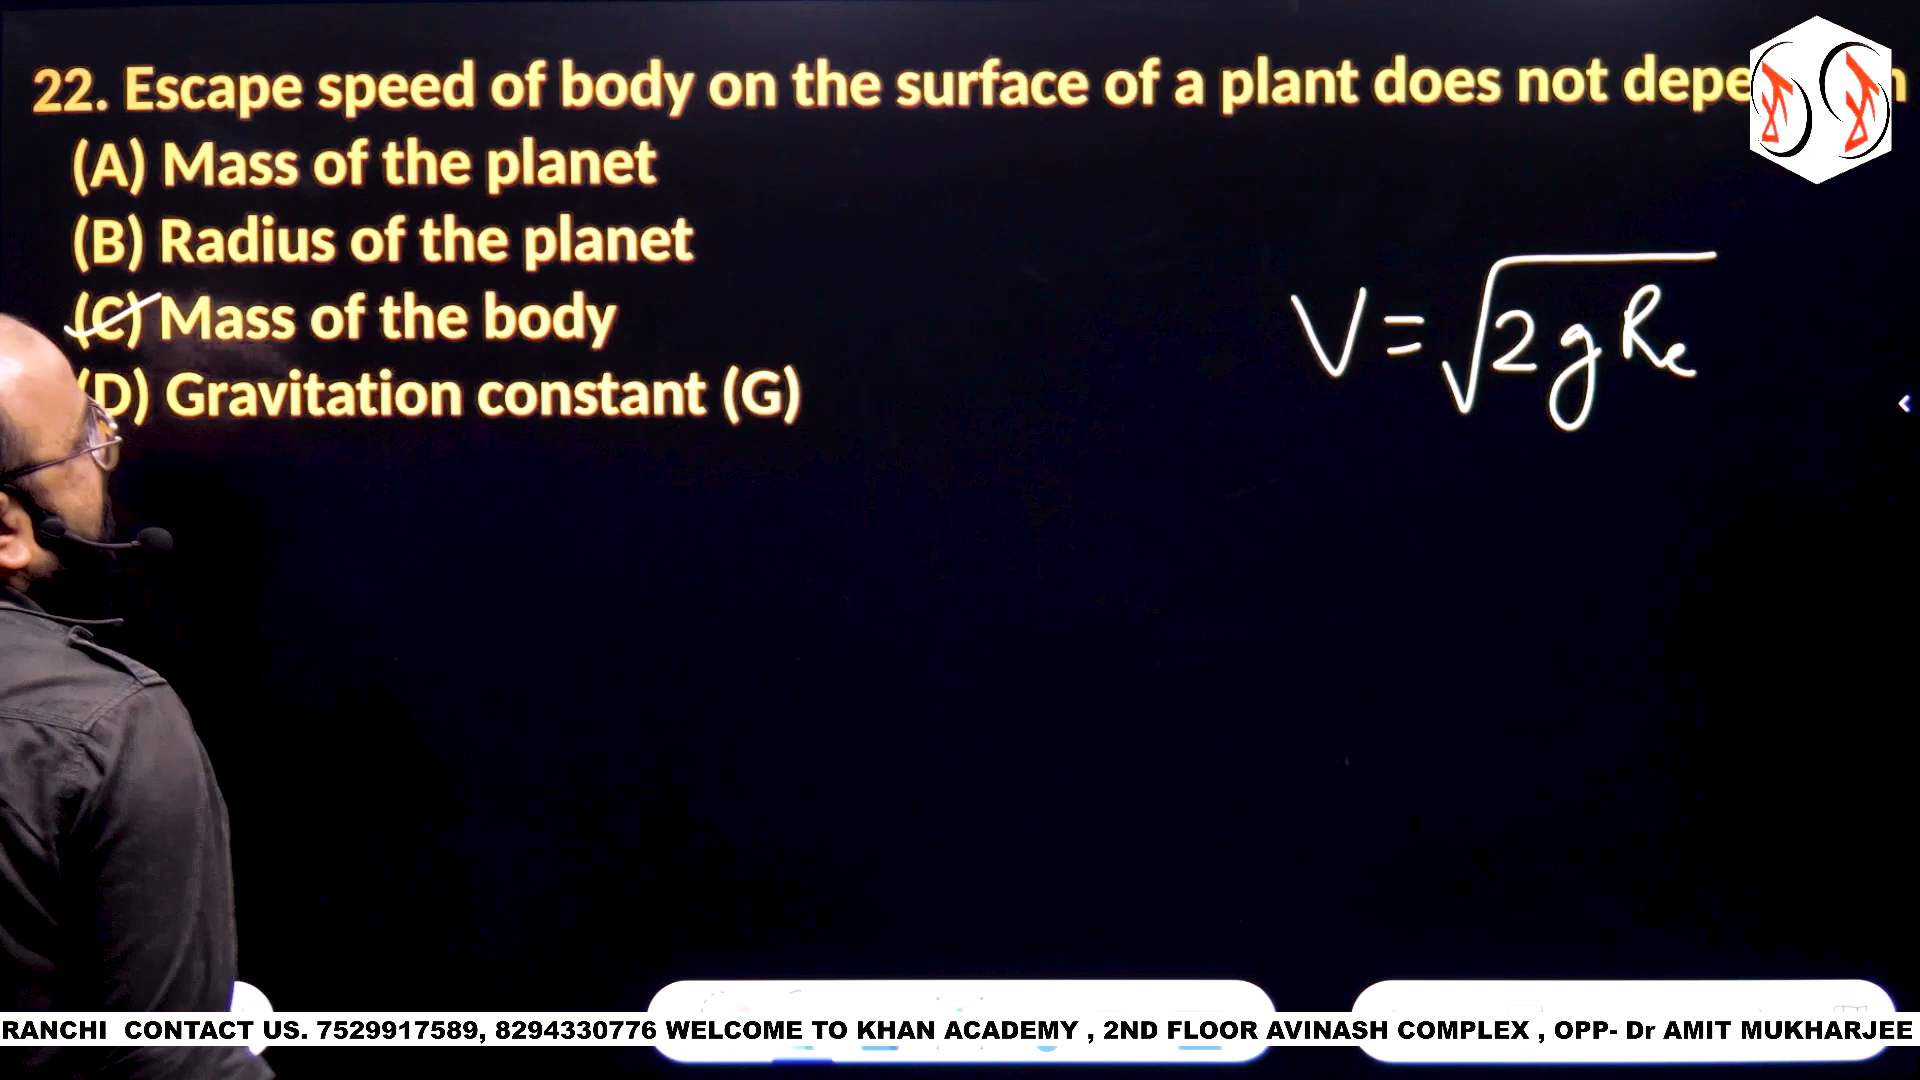 22. Escape speed of body on the surface of a plant does not
(A) Mass of the planet
(B) Radius of the planet
(C) Mass of the body
(D) Gravitation constant (G)
V = √2gRe
RANCHI CONTACT US. 7529917589, 8294330776 WELCOME TO KHAN ACADEMY , 2ND FLOOR AVINASH COMPLEX , OPP- Dr AMIT MUKHARJEE